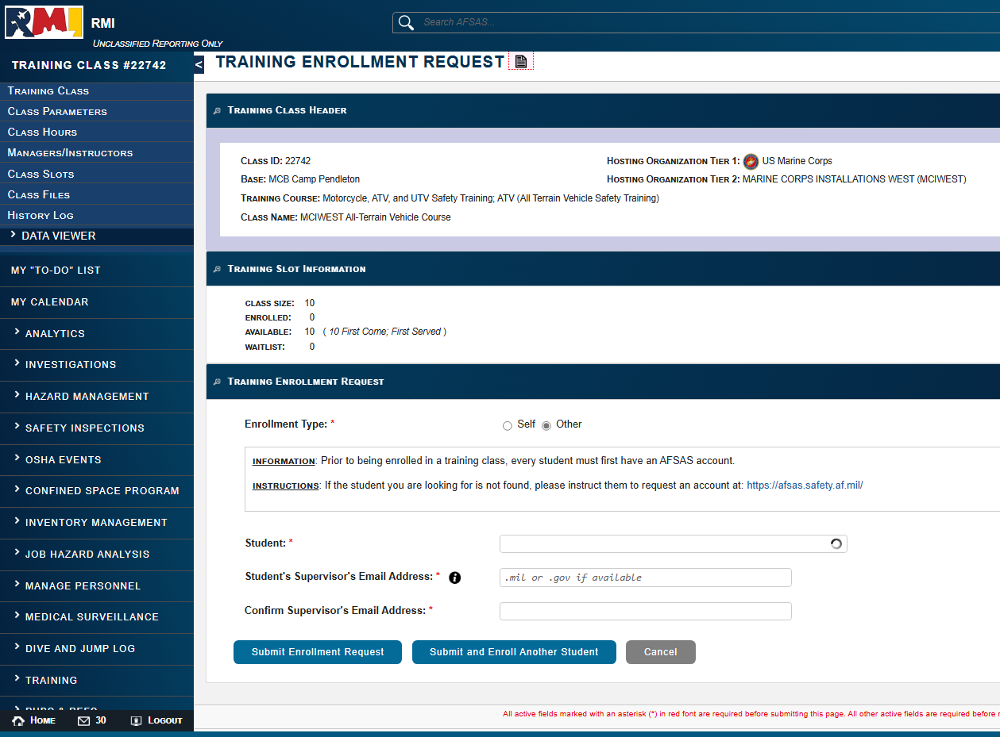 RMI
RMI
Unclassified Reporting Only
Search AFSAS...
TRAINING CLASS #22742
<
TRAINING ENROLLMENT REQUEST
Training Class
Class Parameters
Class Hours
Managers/Instructors
Class Slots
Class Files
History Log
DATA VIEWER
MY "TO-DO" LIST
MY CALENDAR
ANALYTICS
INVESTIGATIONS
HAZARD MANAGEMENT
SAFETY INSPECTIONS
OSHA EVENTS
CONFINED SPACE PROGRAM
INVENTORY MANAGEMENT
JOB HAZARD ANALYSIS
MANAGE PERSONNEL
MEDICAL SURVEILLANCE
DIVE AND JUMP LOG
TRAINING
Home 30 Logout
Training Class Header
Class ID: 22742 Hosting Organization Tier 1: US Marine Corps
Base: MCB Camp Pendleton Hosting Organization Tier 2: MARINE CORPS INSTALLATIONS WEST (MCIWEST)
Training Course: Motorcycle, ATV, and UTV Safety Training; ATV (All Terrain Vehicle Safety Training)
Class Name: MCIWEST All-Terrain Vehicle Course
Training Slot Information
class size: 10
enrolled: 0
available: 10 ( 10 First Come; First Served )
waitlist: 0
Training Enrollment Request
Enrollment Type: * Self Other
INFORMATION: Prior to being enrolled in a training class, every student must first have an AFSAS account.
INSTRUCTIONS: If the student you are looking for is not found, please instruct them to request an account at: https://afsas.safety.af.mil/
Student: *
Student's Supervisor's Email Address: * i .mil or .gov if available
Confirm Supervisor's Email Address: *
Submit Enrollment Request Submit and Enroll Another Student Cancel
All active fields marked with an asterisk (*) in red font are required before submitting this page. All other active fields are required before